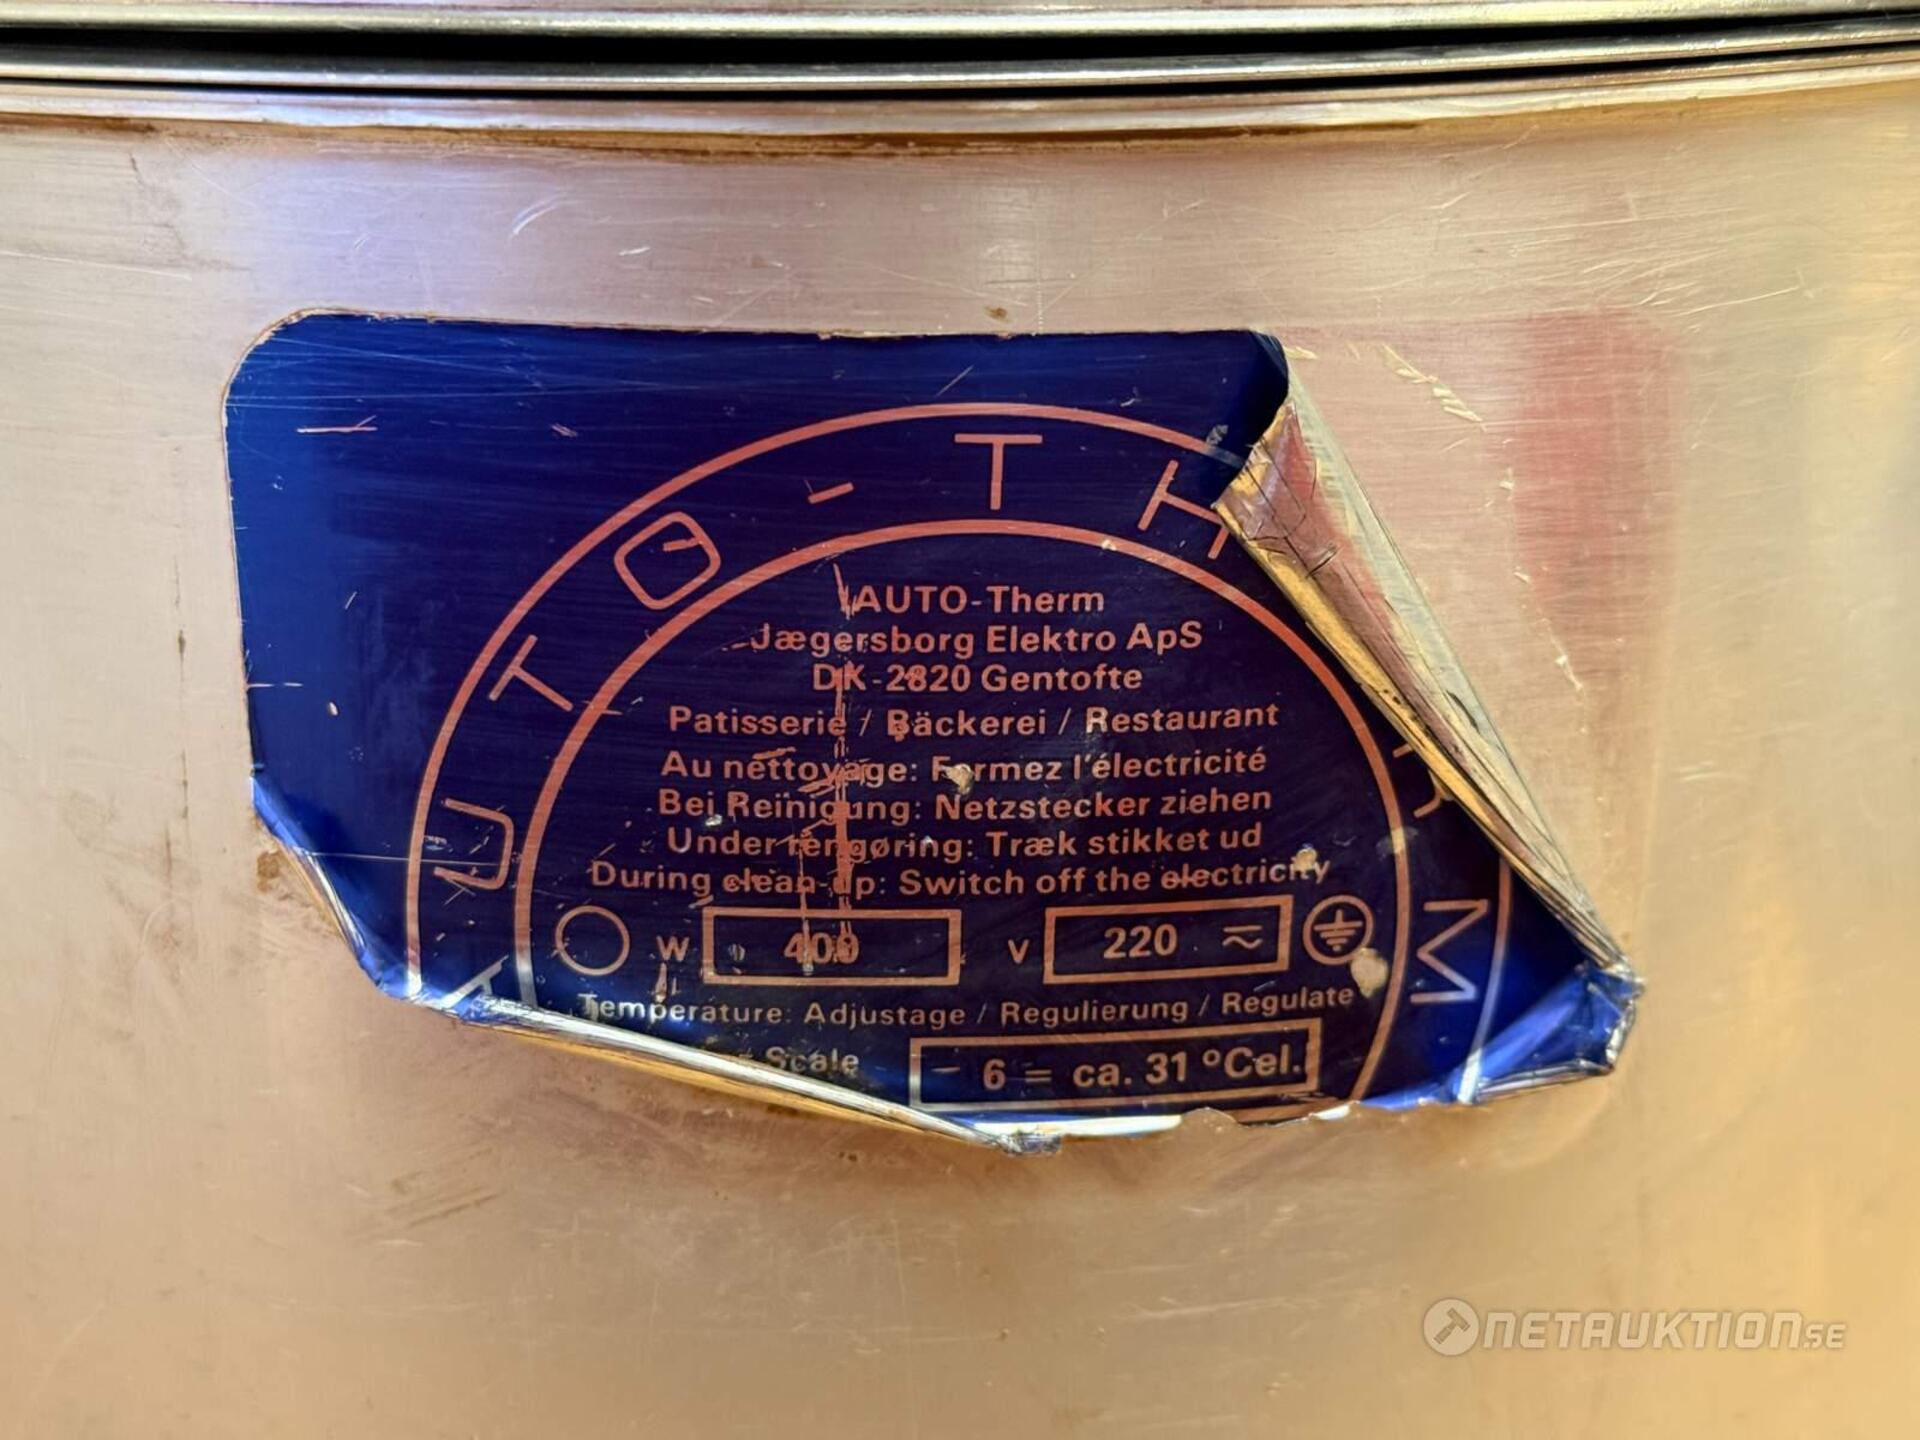 AUTO-TH RM
AUTO-Therm
Jægersborg Elektro ApS
DK-2820 Gentofte
Patisserie / Bäckerei / Restaurant
Au nettoyage: Fermez l'électricité
Bei Reinigung: Netzstecker ziehen
Under rengøring: Træk stikket ud
During clean-up: Switch off the electricity
W 400 V 220
Temperature: Adjustage / Regulierung / Regulate
Scale 6 = ca. 31 °Cel.
NETAUKTION.SE